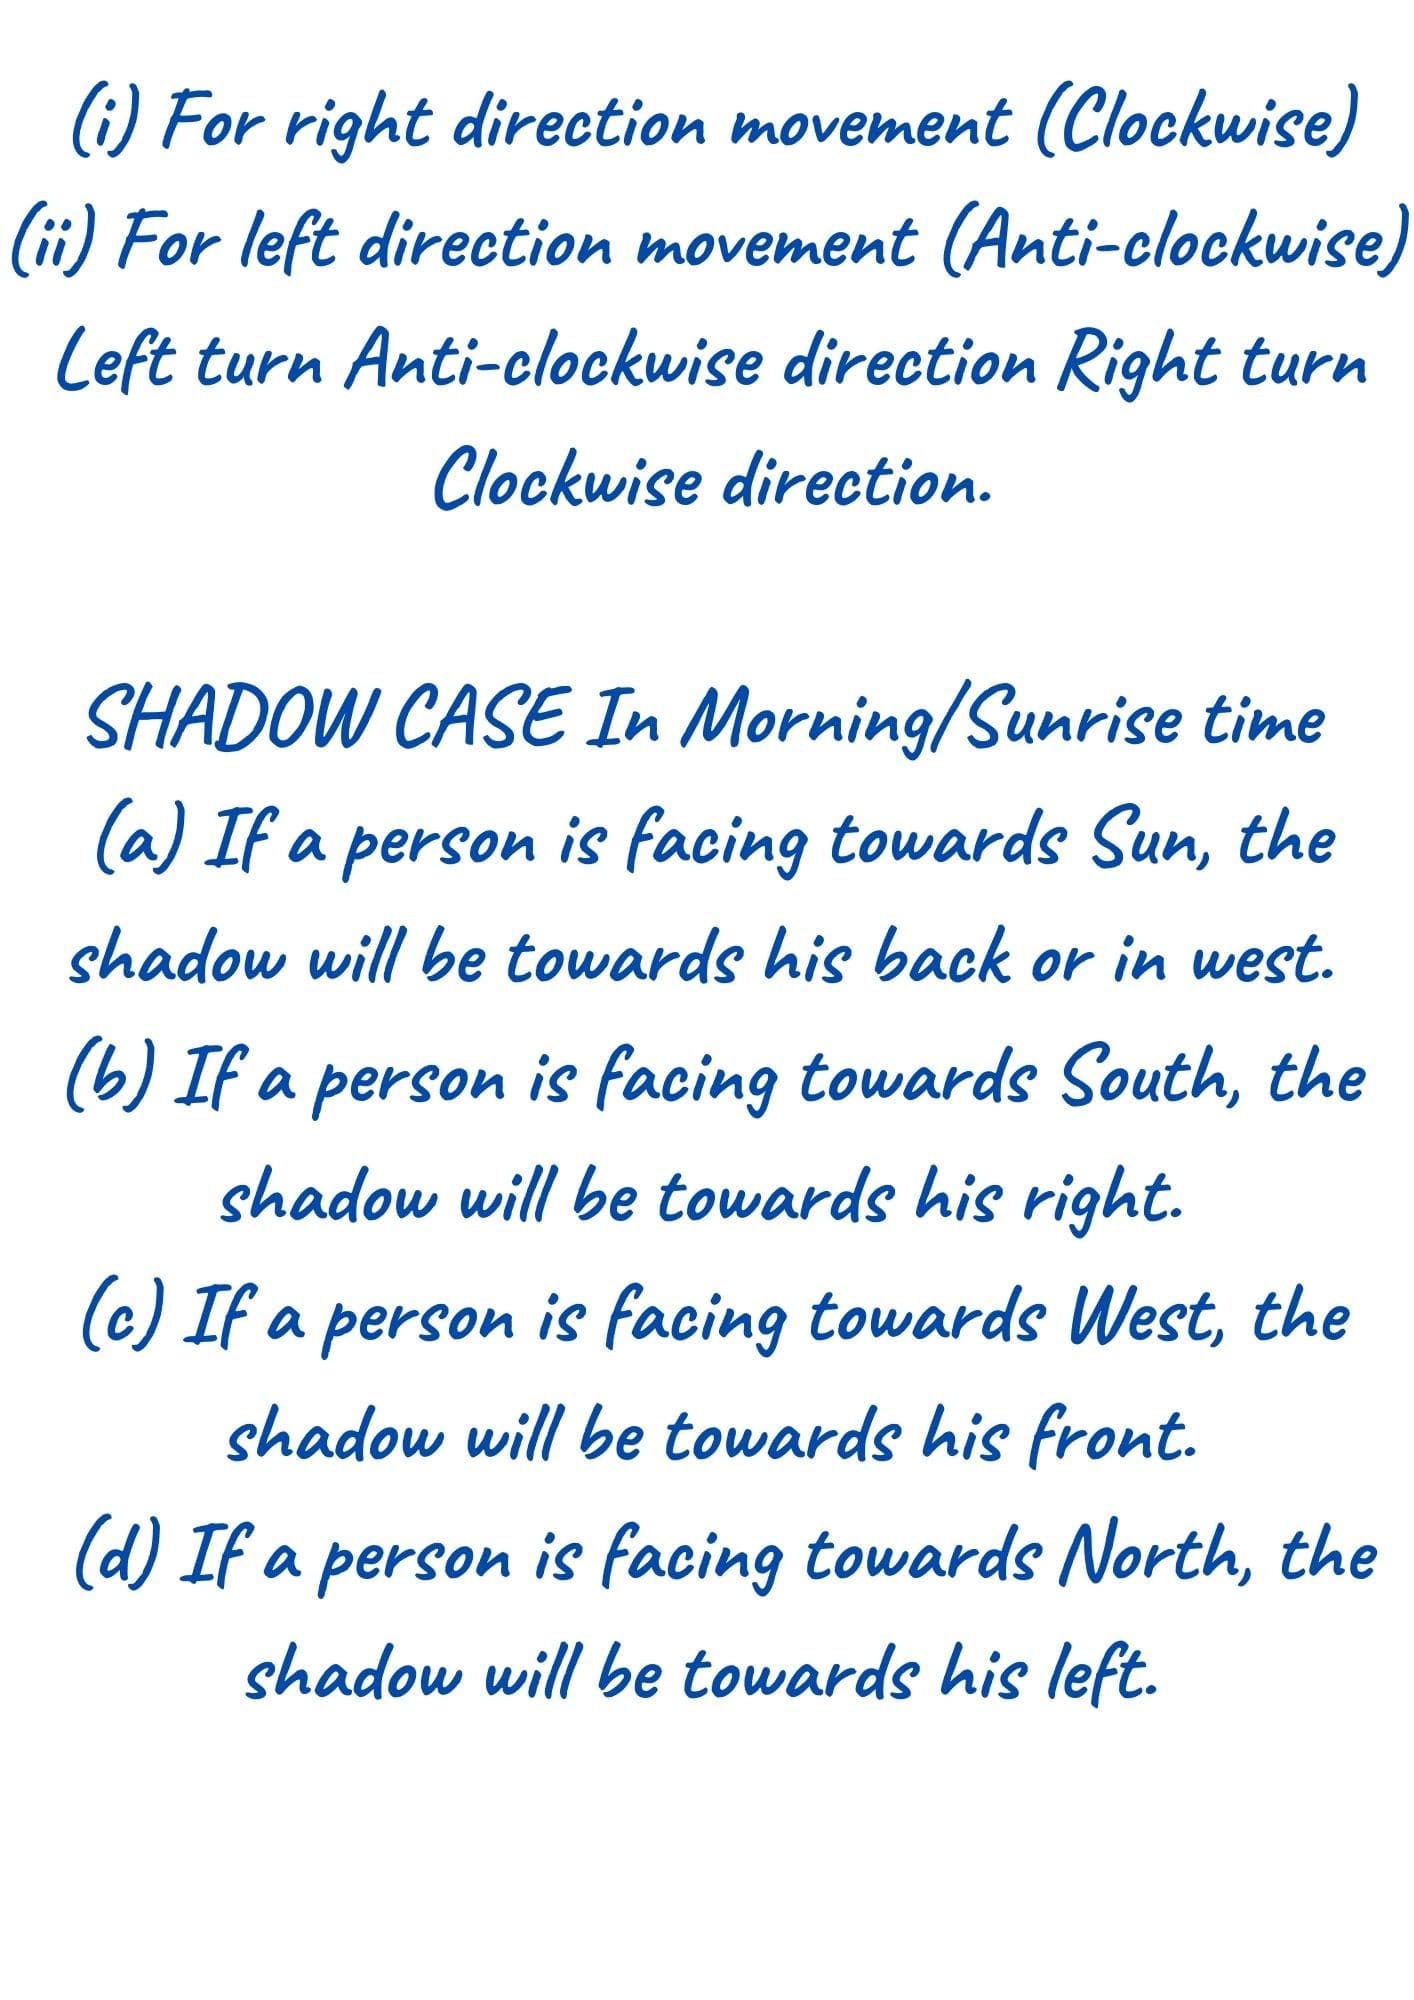 (i) For right direction movement (Clockwise)
(ii) For left direction movement (Anti-clockwise)
Left turn Anti-clockwise direction Right turn
Clockwise direction.
SHADOW CASE In Morning/Sunrise time
(a) If a person is facing towards Sun, the
shadow will be towards his back or in west.
(b) If a person is facing towards South, the
shadow will be towards his right.
(c) If a person is facing towards West, the
shadow will be towards his front.
(d) If a person is facing towards North, the
shadow will be towards his left.